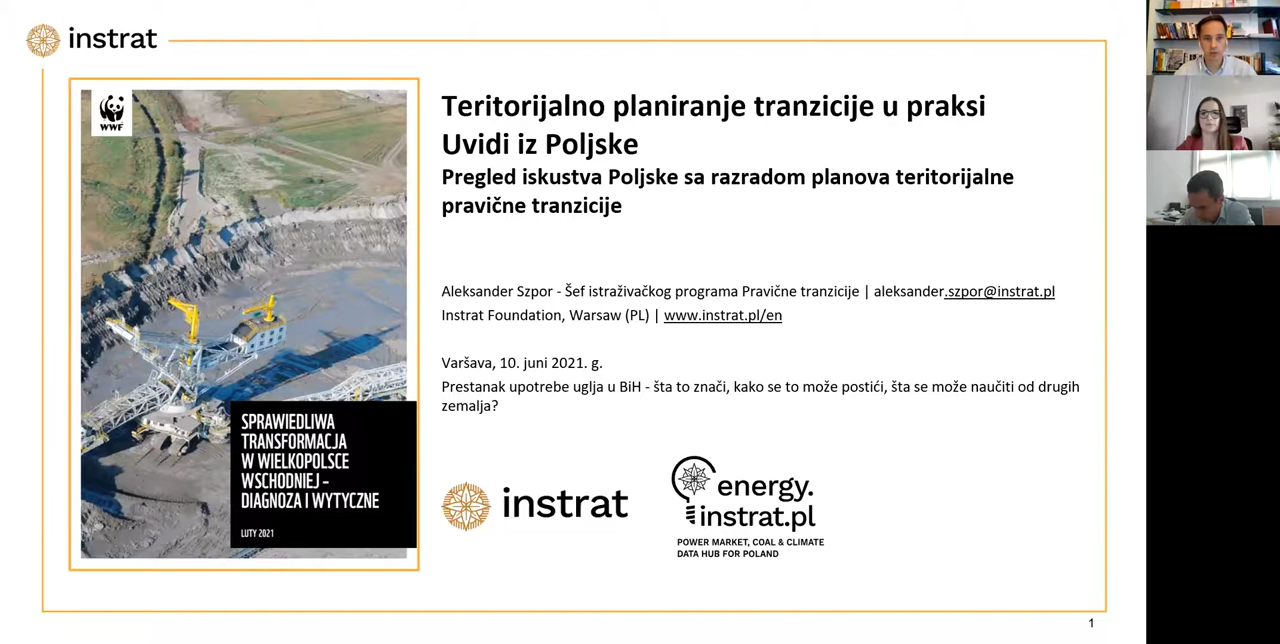 instrat
WWF
SPRAWIEDLIWA
TRANSFORMACJA
W WIELKOPOLSCE
WSCHODNIEJ –
DIAGNOZA I WYTYCZNE
LUTY 2021
Teritorijalno planiranje tranzicije u praksi
Uvidi iz Poljske
Pregled iskustva Poljske sa razradom planova teritorijalne
pravične tranzicije
Aleksander Szpor - Šef istraživačkog programa Pravične tranzicije | aleksander.szpor@instrat.pl
Instrat Foundation, Warsaw (PL) | www.instrat.pl/en
Varšava, 10. juni 2021. g.
Prestanak upotrebe uglja u BiH - šta to znači, kako se to može postići, šta se može naučiti od drugih
zemalja?
instrat
energy.
instrat.pl
POWER MARKET, COAL & CLIMATE
DATA HUB FOR POLAND
1